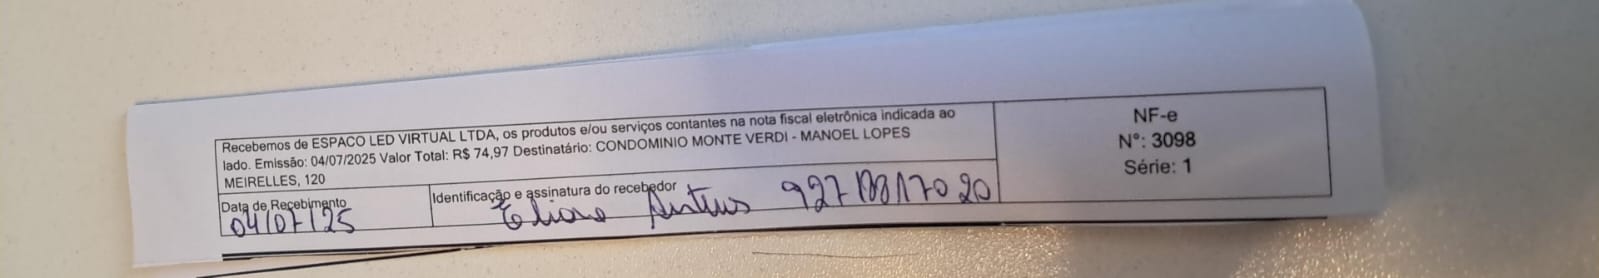 Recebemos de ESPACO LED VIRTUAL LTDA, os produtos e/ou serviços contantes na nota fiscal eletrônica indicada ao
lado. Emissão: 04/07/2025 Valor Total: R$ 74,97 Destinatário: CONDOMINIO MONTE VERDI - MANOEL LOPES
MEIRELLES, 120
NF-e
Nº: 3098
Série: 1
Data de Recebimento
04/07/25
Identificação e assinatura do recebedor